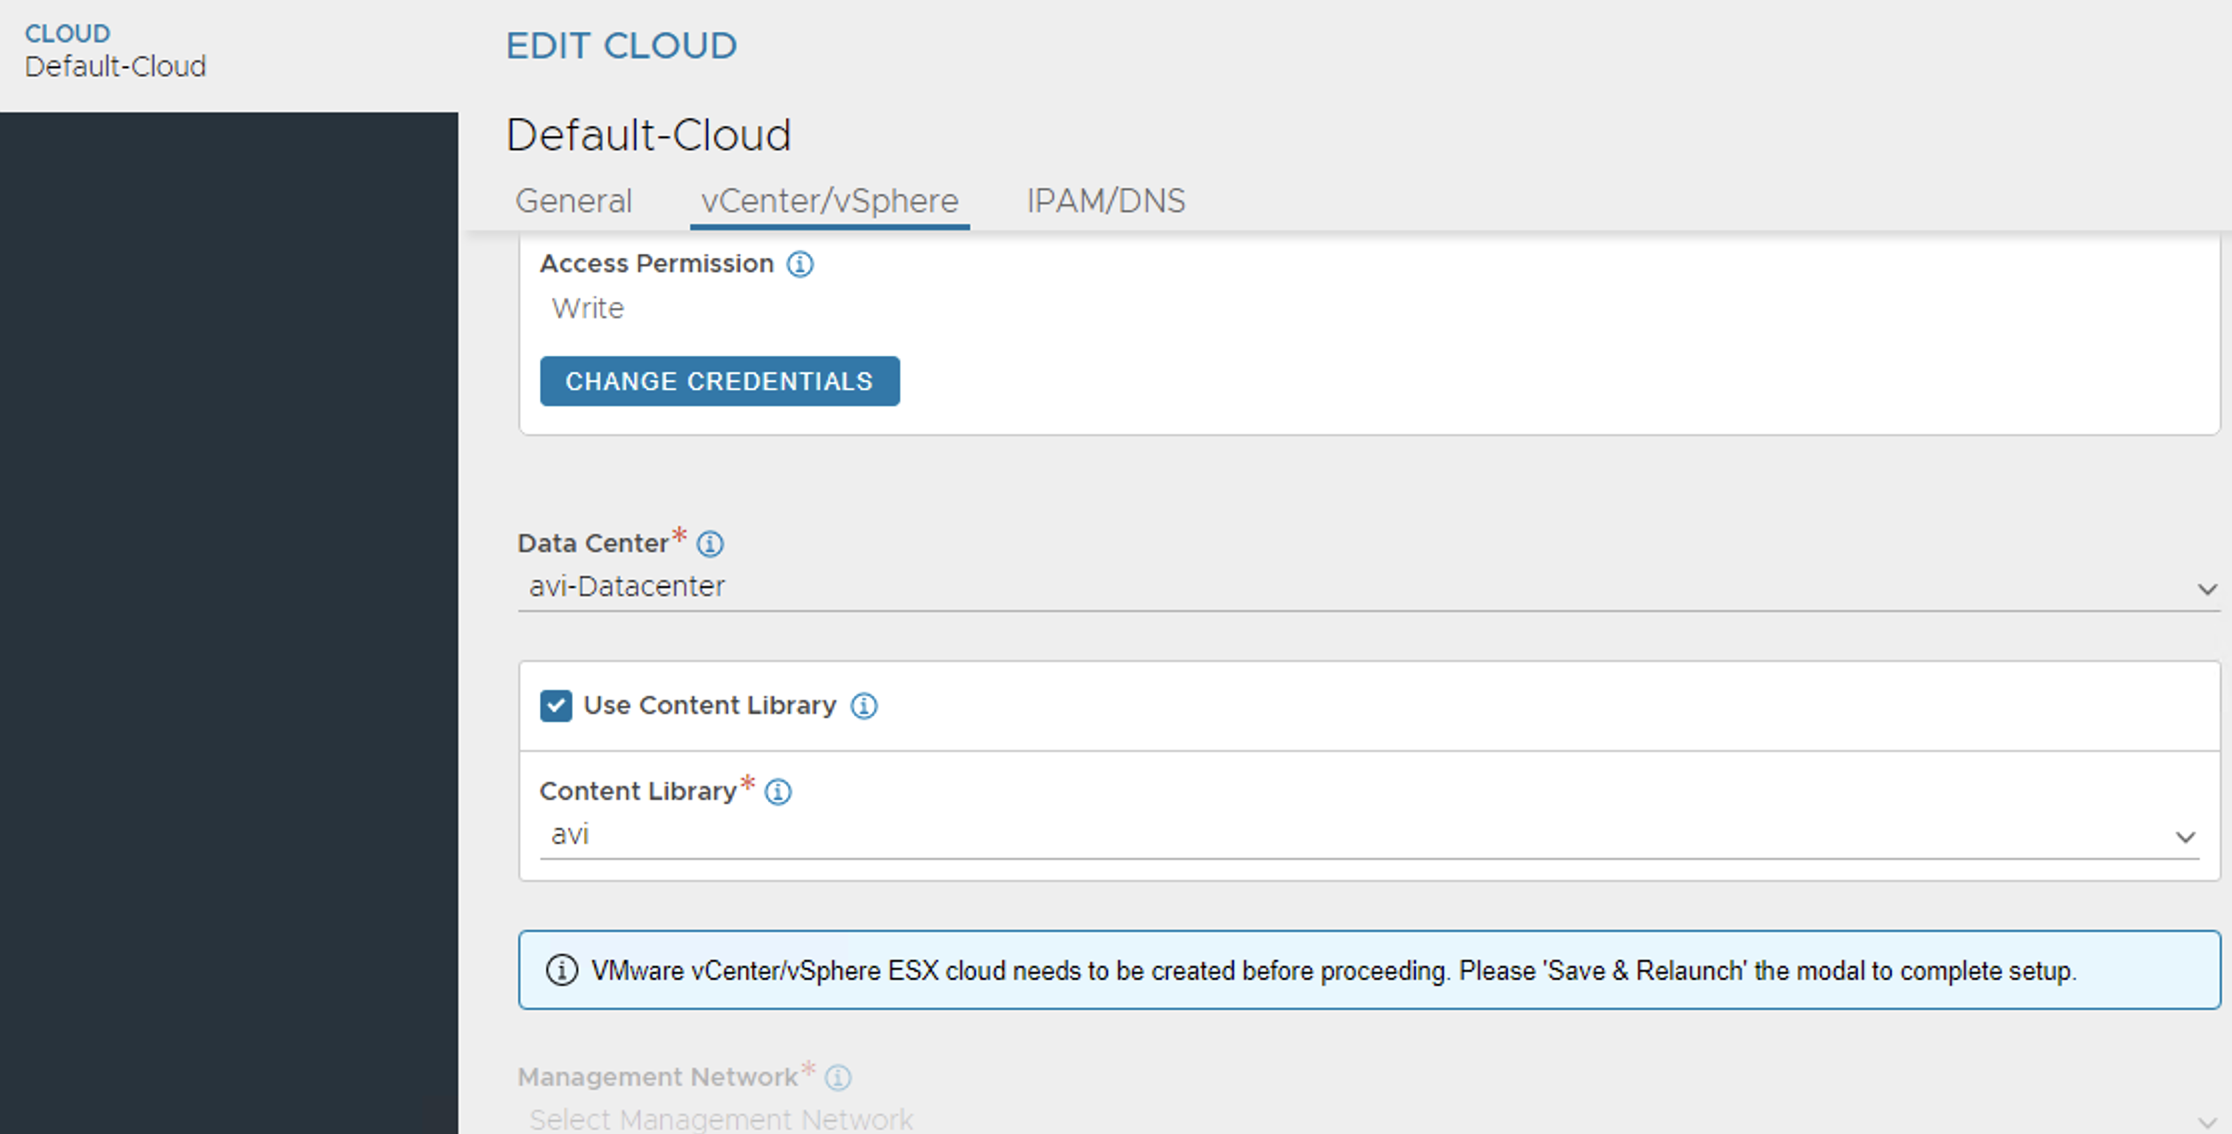 CLOUD
Default-Cloud
EDIT CLOUD
Default-Cloud
General vCenter/vSphere IPAM/DNS
Access Permission
Write
CHANGE CREDENTIALS
Data Center*
avi-Datacenter
Use Content Library
Content Library*
avi
VMware vCenter/vSphere ESX cloud needs to be created before proceeding. Please 'Save & Relaunch' the modal to complete setup.
Management Network*
Select Management Network